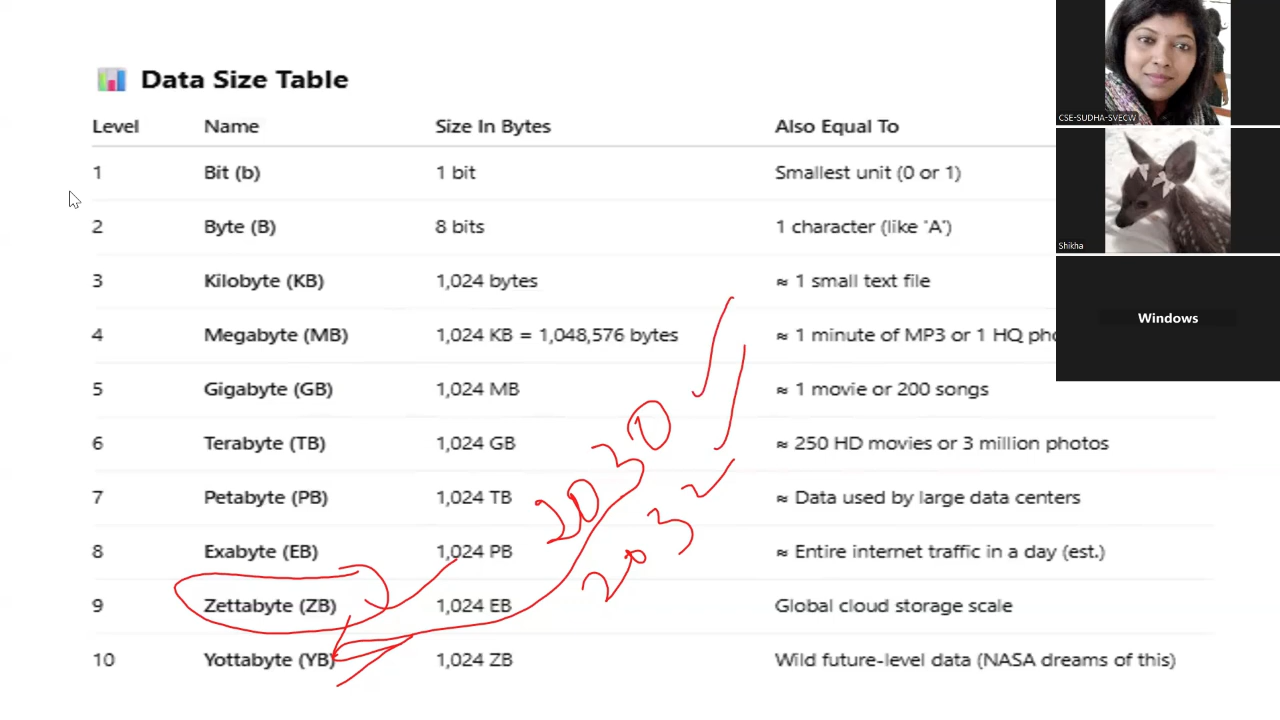 Data Size Table
Level Name Size In Bytes Also Equal To
1 Bit (b) 1 bit Smallest unit (0 or 1)
2 Byte (B) 8 bits 1 character (like 'A')
3 Kilobyte (KB) 1,024 bytes ≈ 1 small text file
4 Megabyte (MB) 1,024 KB = 1,048,576 bytes ≈ 1 minute of MP3 or 1 HQ
5 Gigabyte (GB) 1,024 MB ≈ 1 movie or 200 songs
6 Terabyte (TB) 1,024 GB ≈ 250 HD movies or 3 million photos
7 Petabyte (PB) 1,024 TB ≈ Data used by large data centers
8 Exabyte (EB) 1,024 PB ≈ Entire internet traffic in a day (est.)
9 Zettabyte (ZB) 1,024 EB Global cloud storage scale
10 Yottabyte (YB) 1,024 ZB Wild future-level data (NASA dreams of this)
2030
203
CSE-SUDHA-SVECW
Shikha
Windows